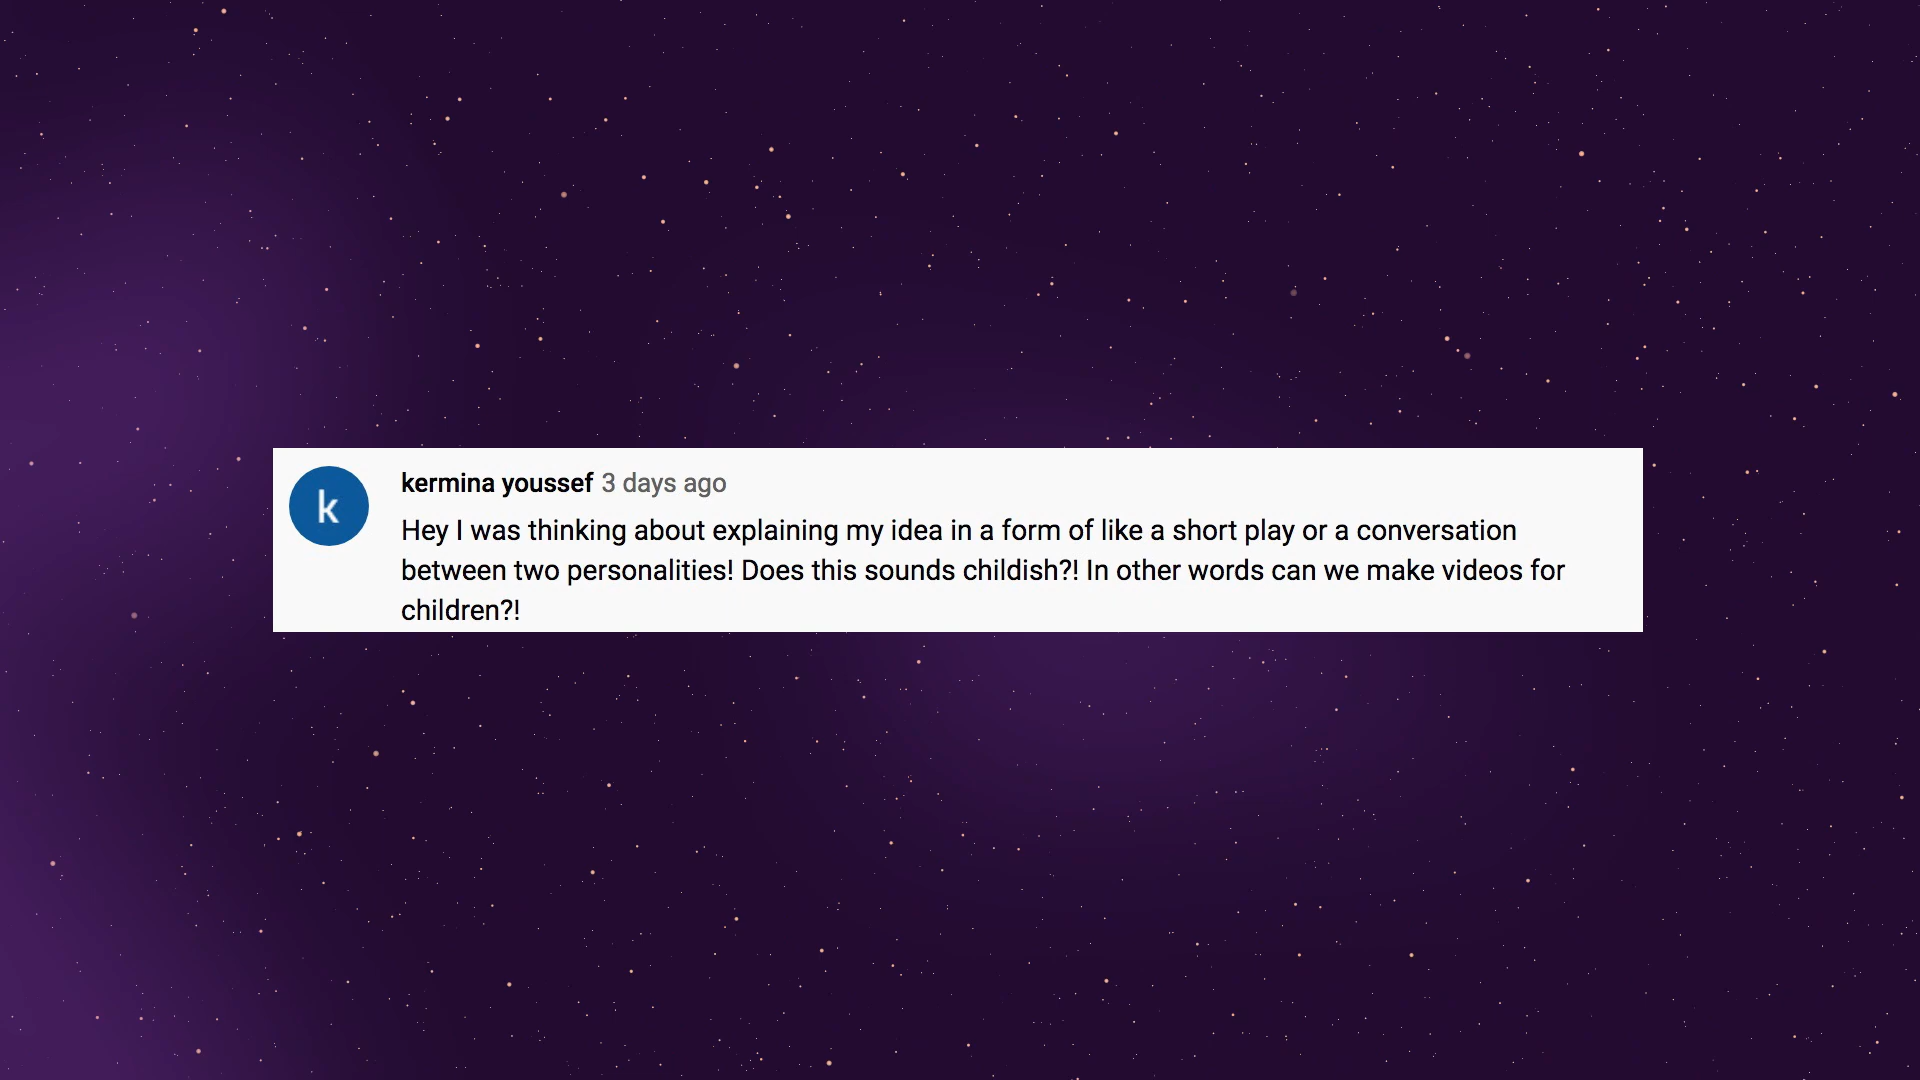 k
kermina youssef 3 days ago
Hey I was thinking about explaining my idea in a form of like a short play or a conversation
between two personalities! Does this sounds childish?! In other words can we make videos for
children?!